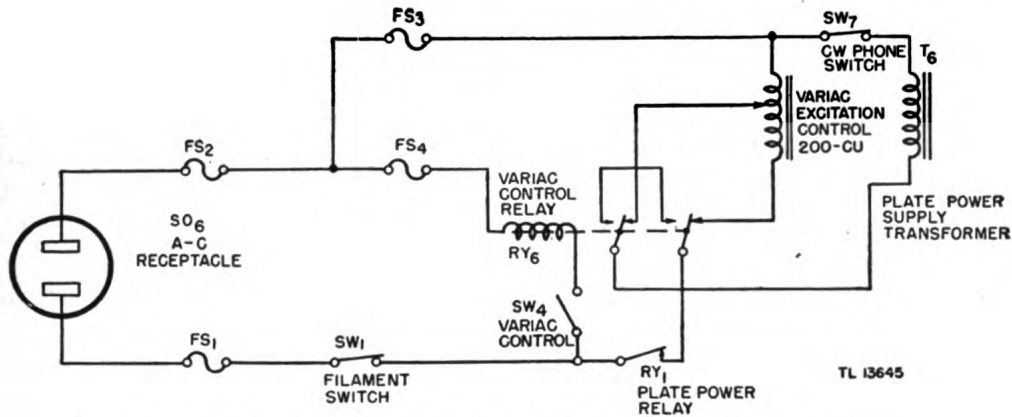 FS3
SW7
CW PHONE
SWITCH
T6
VARIAC
EXCITATION
CONTROL
200-CU
FS2
FS4
VARIAC
CONTROL
RELAY
RY6
SO6
A-C
RECEPTACLE
PLATE POWER
SUPPLY
TRANSFORMER
SW4
VARIAC
CONTROL
FS1
SW1
FILAMENT
SWITCH
RY1
PLATE POWER
RELAY
TL 13645